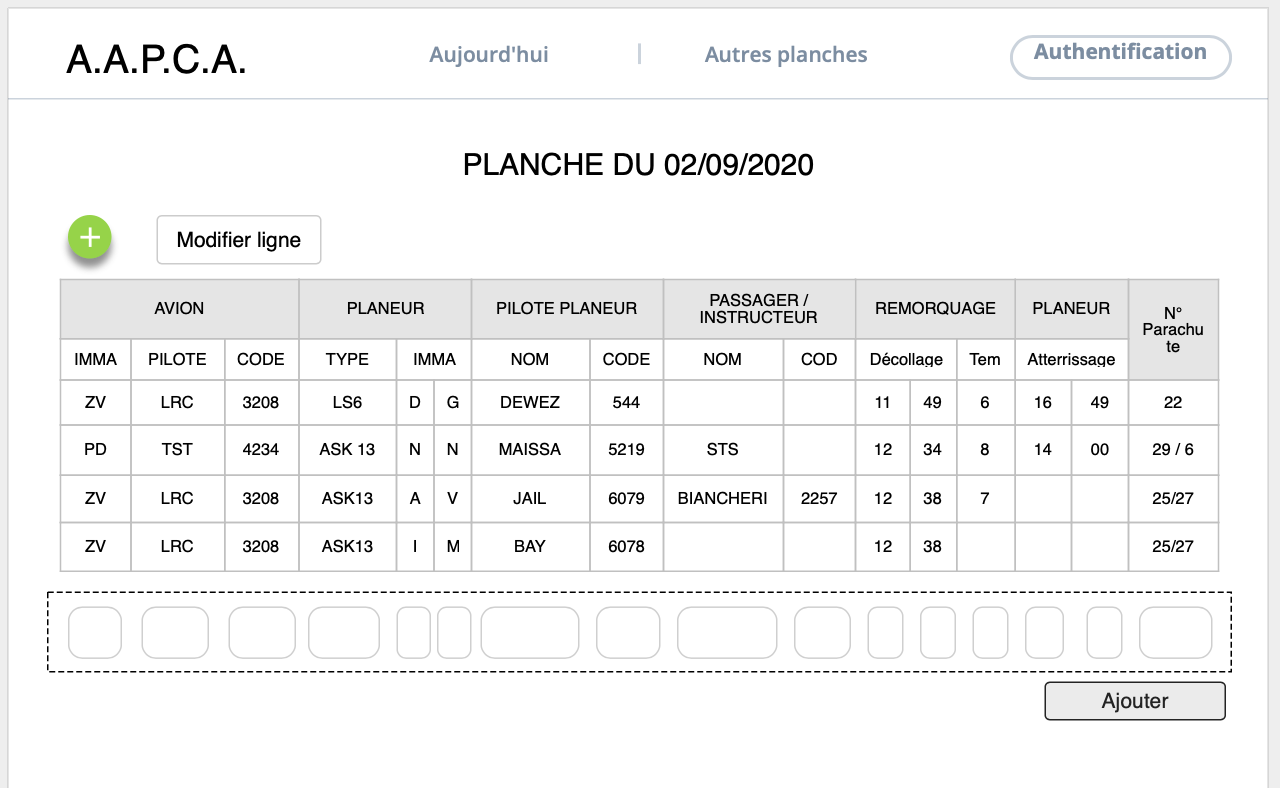 A.A.P.C.A. Aujourd'hui | Autres planches Authentification
PLANCHE DU 02/09/2020
+ Modifier ligne
AVION PLANEUR PILOTE PLANEUR PASSAGER / INSTRUCTEUR REMORQUAGE PLANEUR N° Parachute
IMMA PILOTE CODE TYPE IMMA NOM CODE NOM COD Décollage Tem Atterrissage
ZV LRC 3208 LS6 D G DEWEZ 544 11 49 6 16 49 22
PD TST 4234 ASK 13 N N MAISSA 5219 STS 12 34 8 14 00 29 / 6
ZV LRC 3208 ASK13 A V JAIL 6079 BIANCHERI 2257 12 38 7 25/27
ZV LRC 3208 ASK13 I M BAY 6078 12 38 25/27
Ajouter